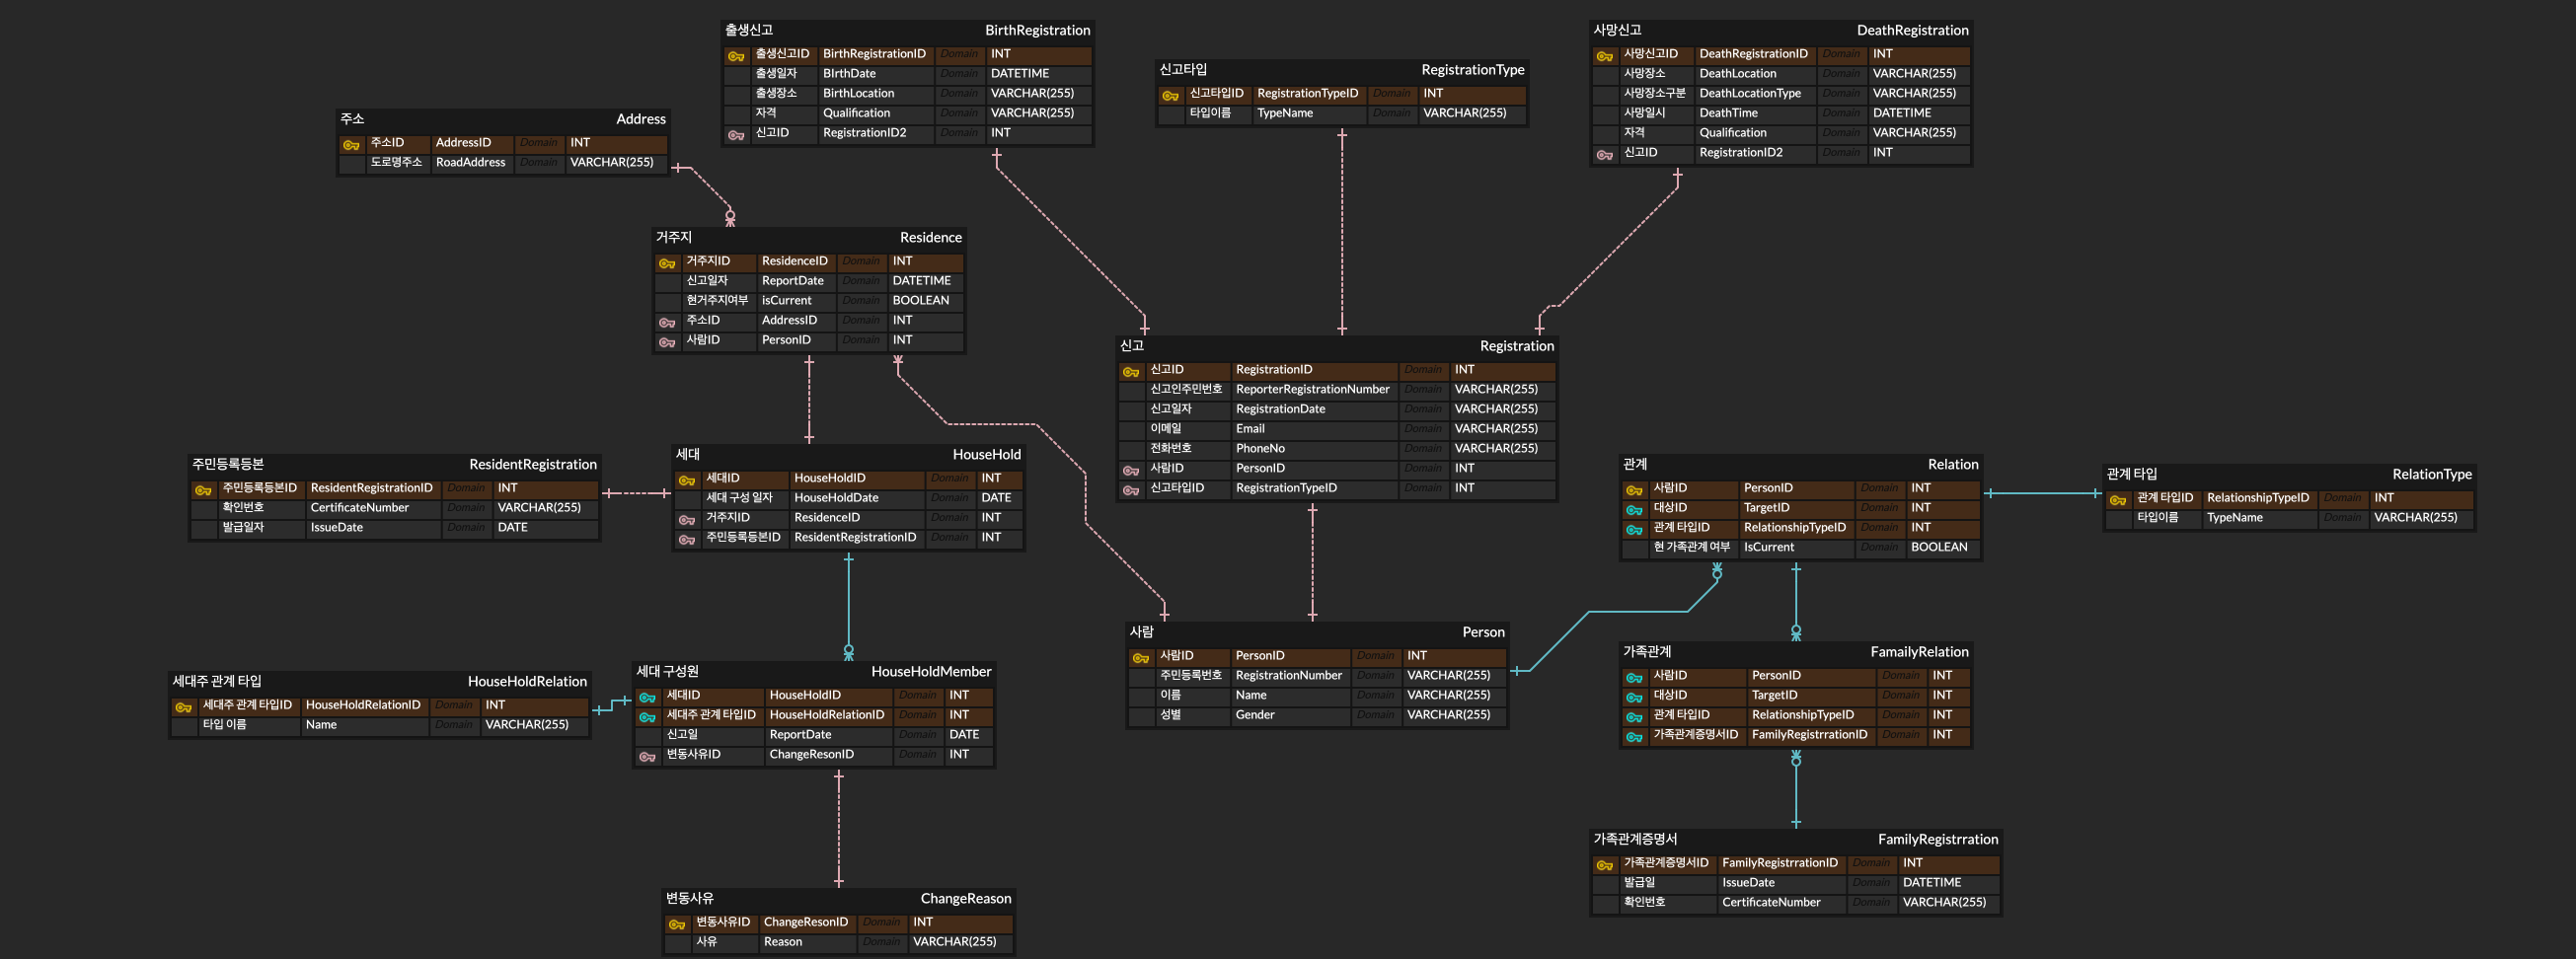 출생신고 BirthRegistration
출생신고ID BirthRegistrationID Domain INT
출생일자 BIrthDate Domain DATETIME
출생장소 BirthLocation Domain VARCHAR(255)
자격 Qualification Domain VARCHAR(255)
신고ID RegistrationID2 Domain INT
신고타입 RegistrationType
신고타입ID RegistrationTypeID Domain INT
타입이름 TypeName Domain VARCHAR(255)
사망신고 DeathRegistration
사망신고ID DeathRegistrationID Domain INT
사망장소 DeathLocation Domain VARCHAR(255)
사망장소구분 DeathLocationType Domain VARCHAR(255)
사망일시 DeathTime Domain DATETIME
자격 Qualification Domain VARCHAR(255)
신고ID RegistrationID2 Domain INT
주소 Address
주소ID AddressID Domain INT
도로명주소 RoadAddress Domain VARCHAR(255)
거주지 Residence
거주지ID ResidenceID Domain INT
신고일자 ReportDate Domain DATETIME
현거주지여부 isCurrent Domain BOOLEAN
주소ID AddressID Domain INT
사람ID PersonID Domain INT
신고 Registration
신고ID RegistrationID Domain INT
신고인주민번호 ReporterRegistrationNumber Domain VARCHAR(255)
신고일자 RegistrationDate Domain VARCHAR(255)
이메일 Email Domain VARCHAR(255)
전화번호 PhoneNo Domain VARCHAR(255)
사람ID PersonID Domain INT
신고타입ID RegistrationTypeID Domain INT
주민등록등본 ResidentRegistration
주민등록등본ID ResidentRegistrationID Domain INT
확인번호 CertificateNumber Domain VARCHAR(255)
발급일자 IssueDate Domain DATE
세대 HouseHold
세대ID HouseHoldID Domain INT
세대 구성 일자 HouseHoldDate Domain DATE
거주지ID ResidenceID Domain INT
주민등록등본ID ResidentRegistrationID Domain INT
관계 Relation
사람ID PersonID Domain INT
대상ID TargetID Domain INT
관계 타입ID RelationshipTypeID Domain INT
현 가족관계 여부 IsCurrent Domain BOOLEAN
관계 타입 RelationType
관계 타입ID RelationshipTypeID Domain INT
타입이름 TypeName Domain VARCHAR(255)
세대주 관계 타입 HouseHoldRelation
세대주 관계 타입ID HouseHoldRelationID Domain INT
타입 이름 Name Domain VARCHAR(255)
세대 구성원 HouseHoldMember
세대ID HouseHoldID Domain INT
세대주 관계 타입ID HouseHoldRelationID Domain INT
신고일 ReportDate Domain DATE
변동사유ID ChangeResonID Domain INT
사람 Person
사람ID PersonID Domain INT
주민등록번호 RegistrationNumber Domain VARCHAR(255)
이름 Name Domain VARCHAR(255)
성별 Gender Domain VARCHAR(255)
가족관계 FamailyRelation
사람ID PersonID Domain INT
대상ID TargetID Domain INT
관계 타입ID RelationshipTypeID Domain INT
가족관계증명서ID FamilyRegistrrationID Domain INT
변동사유 ChangeReason
변동사유ID ChangeResonID Domain INT
사유 Reason Domain VARCHAR(255)
가족관계증명서 FamilyRegistrration
가족관계증명서ID FamilyRegistrrationID Domain INT
발급일 IssueDate Domain DATETIME
확인번호 CertificateNumber Domain VARCHAR(255)